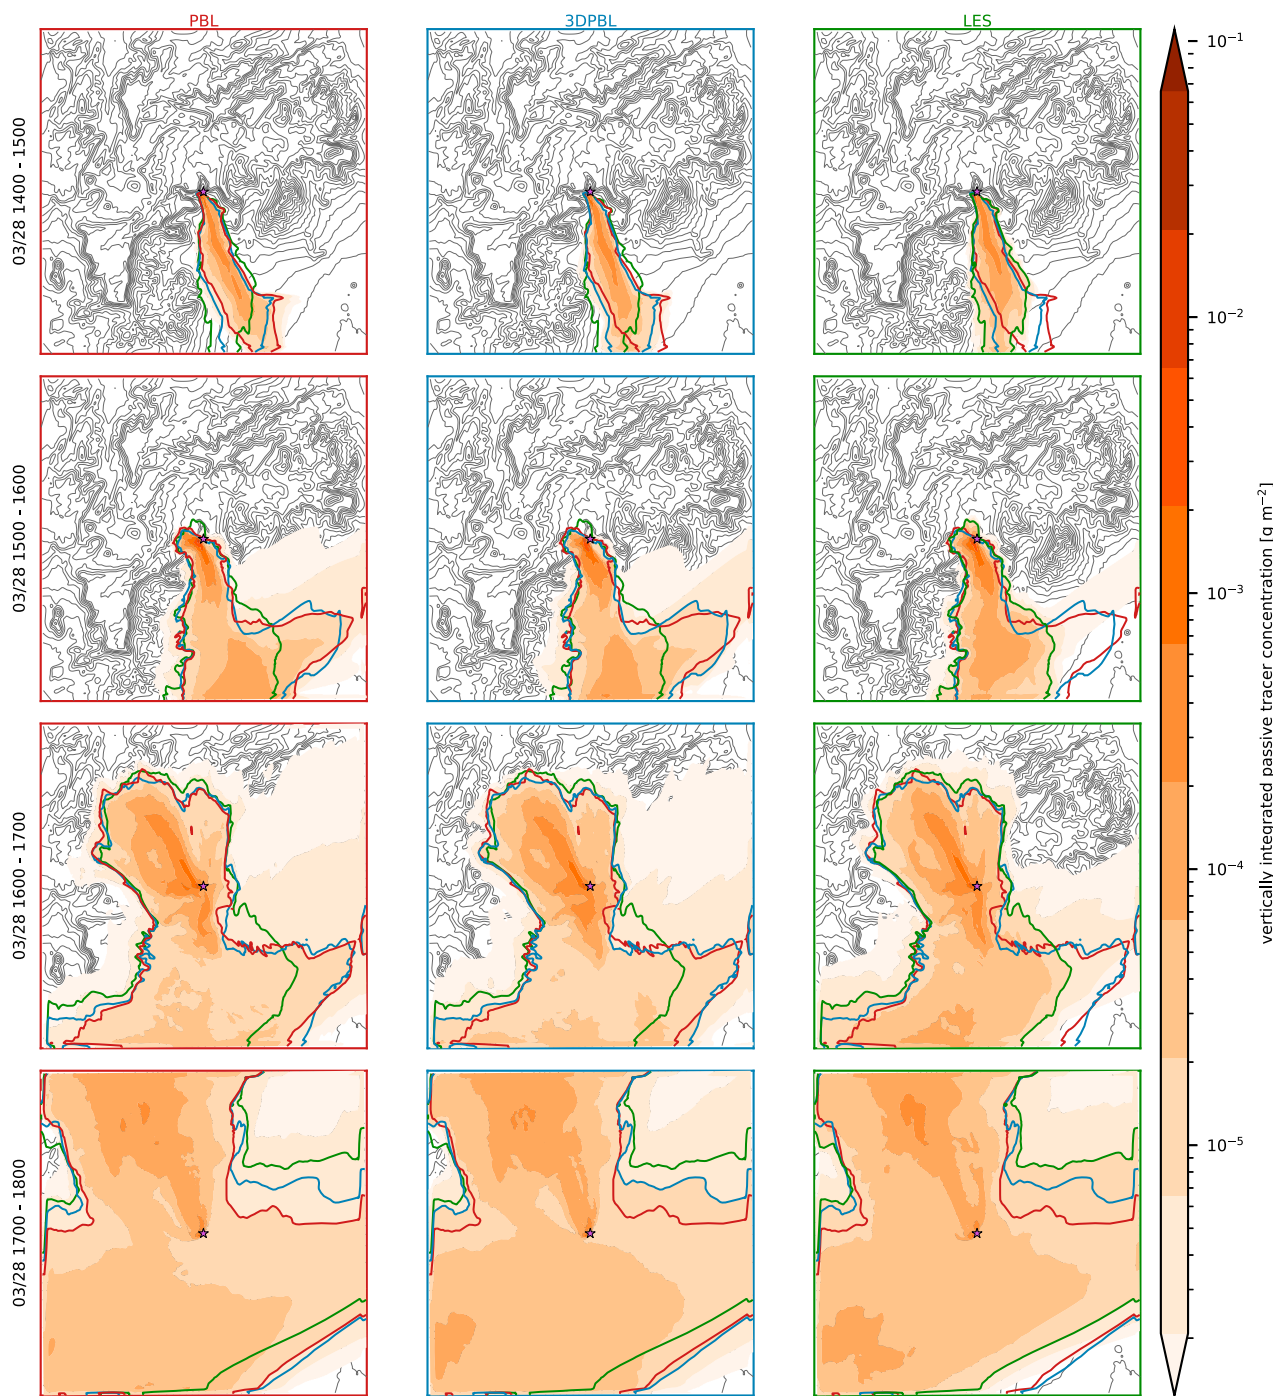 PBL 3DPBL LES
03/28 1400 - 1500
03/28 1500 - 1600
03/28 1600 - 1700
03/28 1700 - 1800
10⁻¹
10⁻²
10⁻³
10⁻⁴
10⁻⁵
vertically integrated passive tracer concentration [g m⁻²]